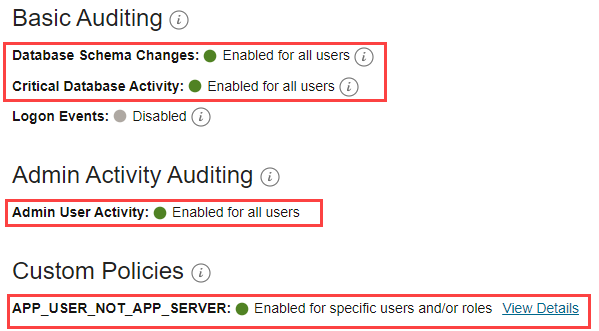 Basic Auditing
Database Schema Changes: Enabled for all users
Critical Database Activity: Enabled for all users
Logon Events: Disabled
Admin Activity Auditing
Admin User Activity: Enabled for all users
Custom Policies
APP_USER_NOT_APP_SERVER: Enabled for specific users and/or roles View Details